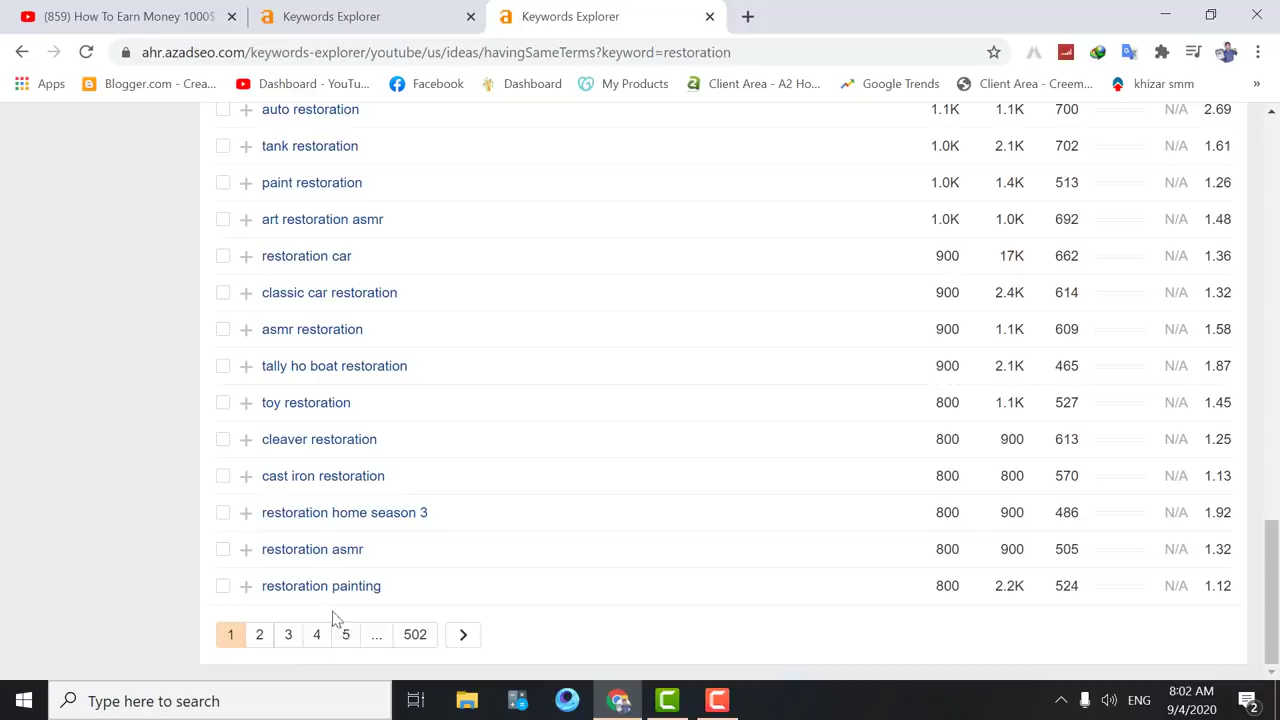 (859) How To Earn Money 1000$
Keywords Explorer
Keywords Explorer
ahr.azadseo.com/keywords-explorer/youtube/us/ideas/havingSameTerms?keyword=restoration
Apps
Blogger.com - Crea...
Dashboard - YouTu...
Facebook
Dashboard
My Products
Client Area - A2 Ho...
Google Trends
Client Area - Creem...
khizar smm
»
auto restoration 1.1K 1.1K 700 N/A 2.69
tank restoration 1.0K 2.1K 702 N/A 1.61
paint restoration 1.0K 1.4K 513 N/A 1.26
art restoration asmr 1.0K 1.0K 692 N/A 1.48
restoration car 900 17K 662 N/A 1.36
classic car restoration 900 2.4K 614 N/A 1.32
asmr restoration 900 1.1K 609 N/A 1.58
tally ho boat restoration 900 2.1K 465 N/A 1.87
toy restoration 800 1.1K 527 N/A 1.45
cleaver restoration 800 900 613 N/A 1.25
cast iron restoration 800 800 570 N/A 1.13
restoration home season 3 800 900 486 N/A 1.92
restoration asmr 800 900 505 N/A 1.32
restoration painting 800 2.2K 524 N/A 1.12
1 2 3 4 5 ... 502
Type here to search
ENG
8:02 AM
9/4/2020
2